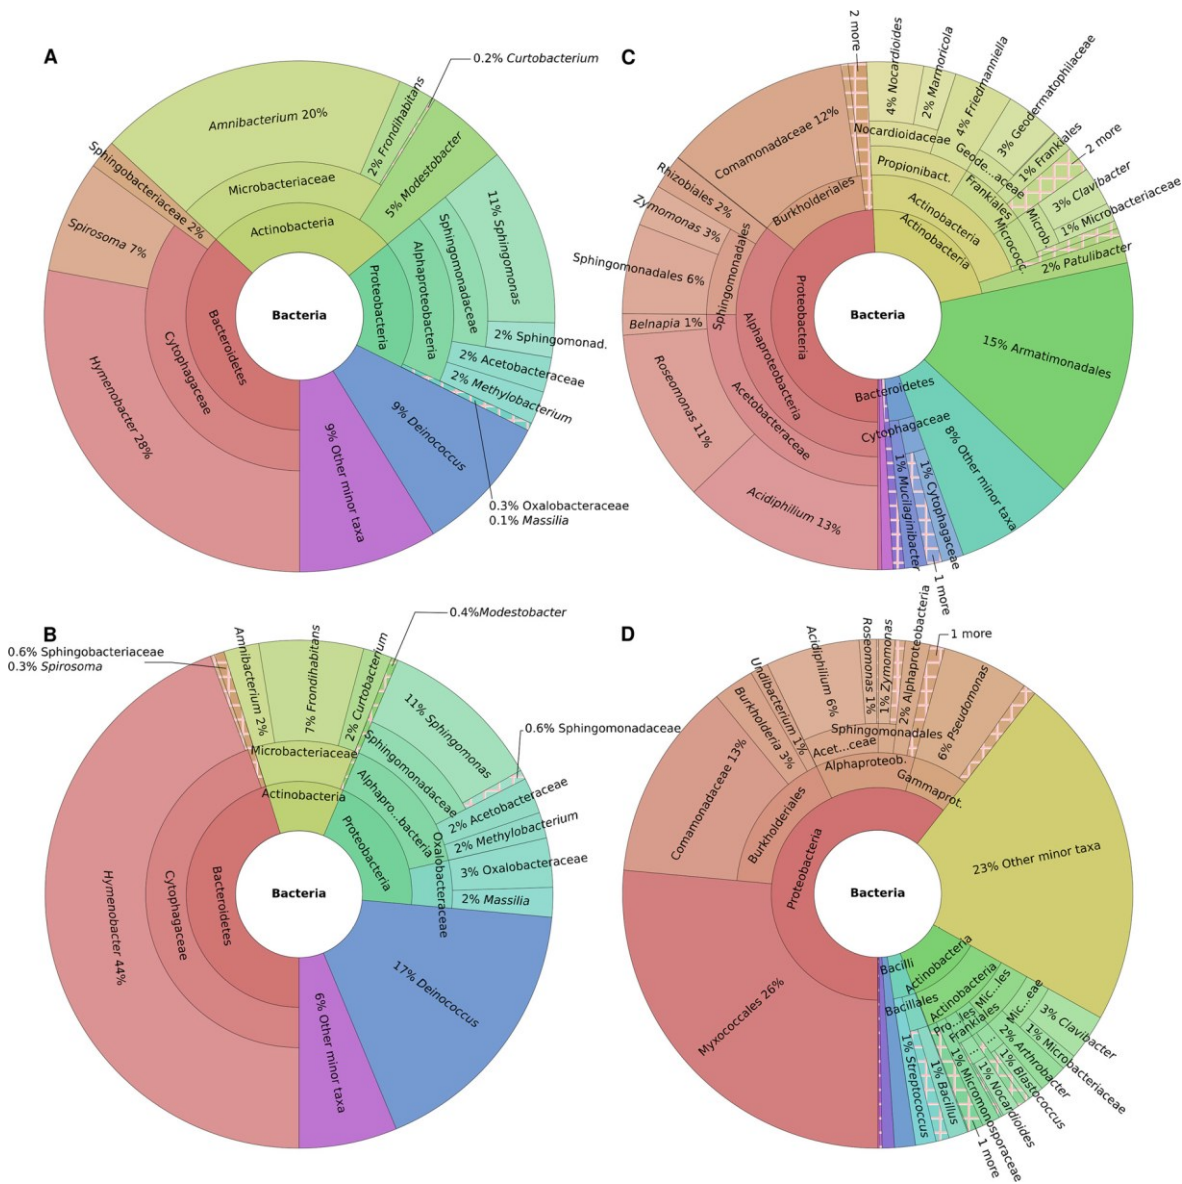 A
0.2% Curtobacterium
Amnibacterium 20%
2% Frondihabitans
5% Modestobacter
Sphingobacteriaceae 2%
Microbacteriaceae
Actinobacteria
Spirosoma 7%
11% Sphingomonas
Sphingomonadaceae
Alphaproteobacteria
Proteobacteria
Bacteria
Bacteroidetes
Cytophagaceae
Hymenobacter 28%
2% Sphingomonad.
2% Acetobacteraceae
2% Methylobacterium
9% Deinococcus
9% Other minor taxa
0.3% Oxalobacteraceae
0.1% Massilia
C
2 more
4% Nocardioides
2% Marmoricola
4% Friedmanniella
3% Geodermatophilaceae
1% Frankiales
2 more
3% Clavibacter
1% Microbacteriaceae
2% Patulibacter
Comamonadaceae 12%
Nocardioidaceae
Geode...aceae
Propionibact.
Frankiales
Microb.
Micrococc.
Actinobacteria
Actinobacteria
Burkholderiales
Rhizobiales 2%
Zymomonas 3%
Sphingomonadales 6%
Sphingomonadales
Belnapia 1%
Proteobacteria
Alphaproteobacteria
Acetobacteraceae
Roseomonas 11%
Acidiphilium 13%
Bacteria
15% Armatimonadales
Bacteroidetes
Cytophagaceae
8% Other minor taxa
1% Cytophagaceae
1% Mucilaginibacter
1 more
B
0.4%Modestobacter
0.6% Sphingobacteriaceae
0.3% Spirosoma
Amnibacterium 2%
7% Frondihabitans
2% Curtobacterium
11% Sphingomonas
0.6% Sphingomonadaceae
Microbacteriaceae
Actinobacteria
Sphingomonadaceae
Alphapro...bacteria
Proteobacteria
2% Acetobacteraceae
2% Methylobacterium
3% Oxalobacteraceae
2% Massilia
Oxalobacteraceae
Bacteria
Bacteroidetes
Cytophagaceae
Hymenobacter 44%
17% Deinococcus
6% Other minor taxa
D
1 more
Acidiphilium 6%
Roseomonas 1%
1% Zymomonas
2% Alphaproteobacteria
6% Pseudomonas
Undibacterium 1%
Burkholderia 3%
Comamonadaceae 13%
Sphingomonadales
Acet...ceae
Alphaproteob.
Gammaprot.
Burkholderiales
Proteobacteria
23% Other minor taxa
Bacteria
Myxococcales 26%
Bacilli
Bacillales
Actinobacteria
Actinobacteria
Mic...les
Mic...eae
Pro...les
Frankiales
...
...
3% Clavibacter
1% Microbacteriaceae
2% Arthrobacter
1% Blastococcus
1% Nocardioides
1% Micromonosporaceae
1 more
1% Bacillus
1% Streptococcus